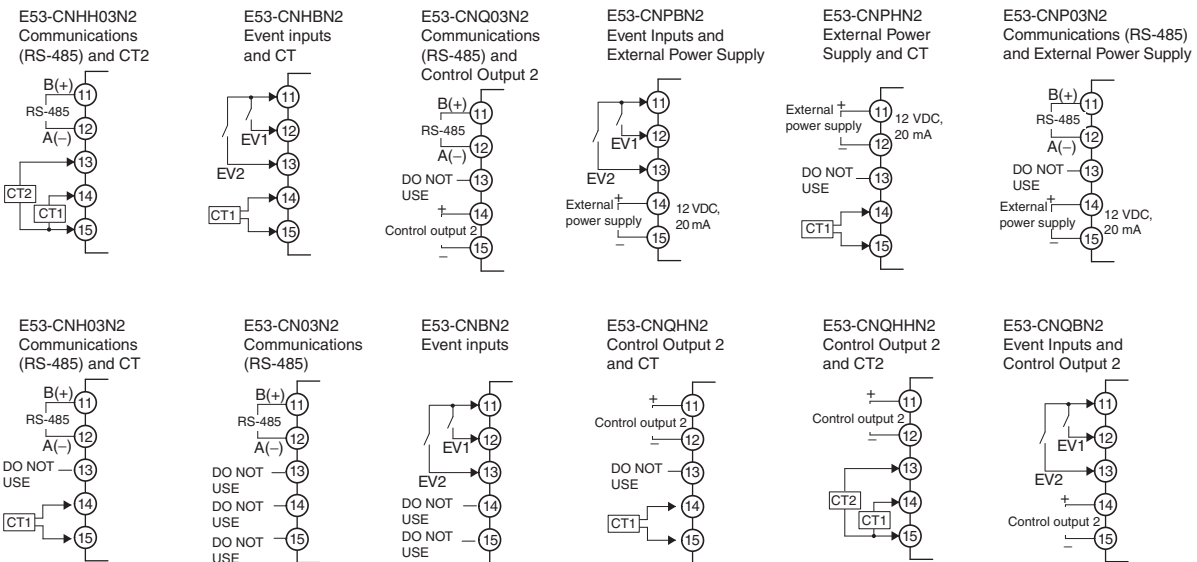 E53-CNHH03N2
Communications
(RS-485) and CT2
B(+)
11
RS-485
12
A(−)
13
CT2
14
CT1
15
E53-CNHBN2
Event inputs
and CT
11
12
EV1
13
EV2
14
CT1
15
E53-CNQ03N2
Communications
(RS-485) and
Control Output 2
B(+)
11
RS-485
12
A(−)
DO NOT
13
USE
+
14
Control output 2
−
15
E53-CNPBN2
Event Inputs and
External Power Supply
11
12
EV1
13
EV2
External +
14
12 VDC,
power supply
20 mA
−
15
E53-CNPHN2
External Power
Supply and CT
External +
11
12 VDC,
power supply
20 mA
−
12
DO NOT
13
USE
14
CT1
15
E53-CNP03N2
Communications (RS-485)
and External Power Supply
B(+)
11
RS-485
12
A(−)
DO NOT
13
USE
External +
14
12 VDC,
power supply
20 mA
−
15
E53-CNH03N2
Communications
(RS-485) and CT
B(+)
11
RS-485
12
A(−)
DO NOT
13
USE
14
CT1
15
E53-CN03N2
Communications
(RS-485)
B(+)
11
RS-485
12
A(−)
DO NOT
13
USE
DO NOT
14
USE
DO NOT
15
USE
E53-CNBN2
Event inputs
11
12
EV1
13
EV2
DO NOT
14
USE
DO NOT
15
USE
E53-CNQHN2
Control Output 2
and CT
+
11
Control output 2
−
12
DO NOT
13
USE
14
CT1
15
E53-CNQHHN2
Control Output 2
and CT2
+
11
Control output 2
−
12
13
CT2
14
CT1
15
E53-CNQBN2
Event Inputs and
Control Output 2
11
12
EV1
13
EV2
+
14
Control output 2
−
15